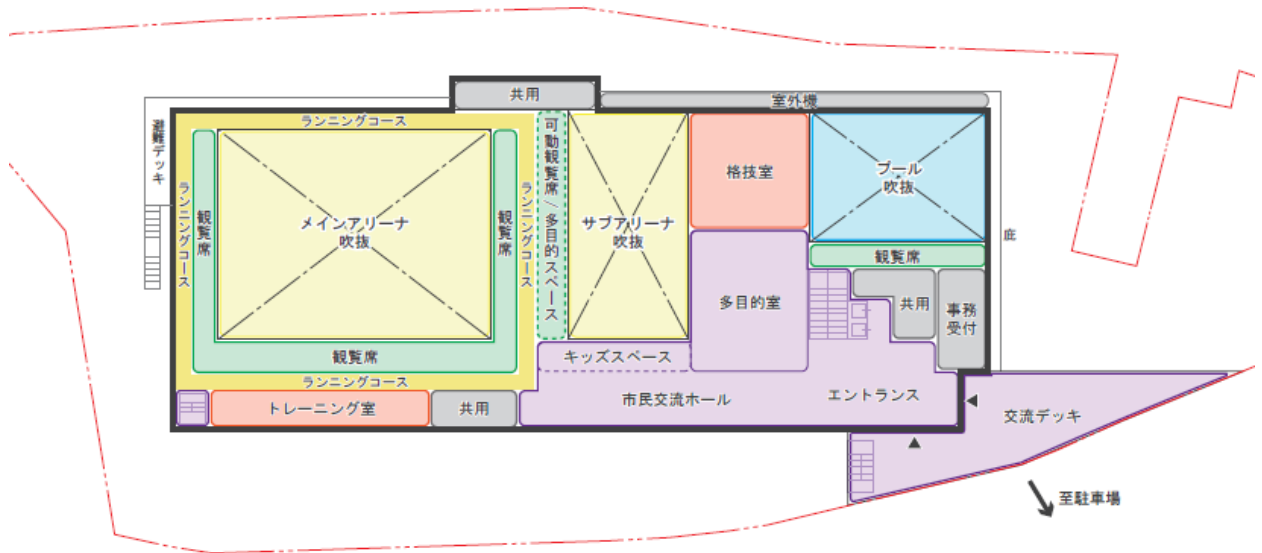 共用
室外機
避難デッキ
ランニングコース
可動観覧席/多目的スペース
格技室
プール
吹抜
ランニングコース
観覧席
メインアリーナ
吹抜
観覧席
ランニングコース
サブアリーナ
吹抜
庇
観覧席
多目的室
共用
事務
受付
観覧席
キッズスペース
ランニングコース
トレーニング室
共用
市民交流ホール
エントランス
交流デッキ
至駐車場